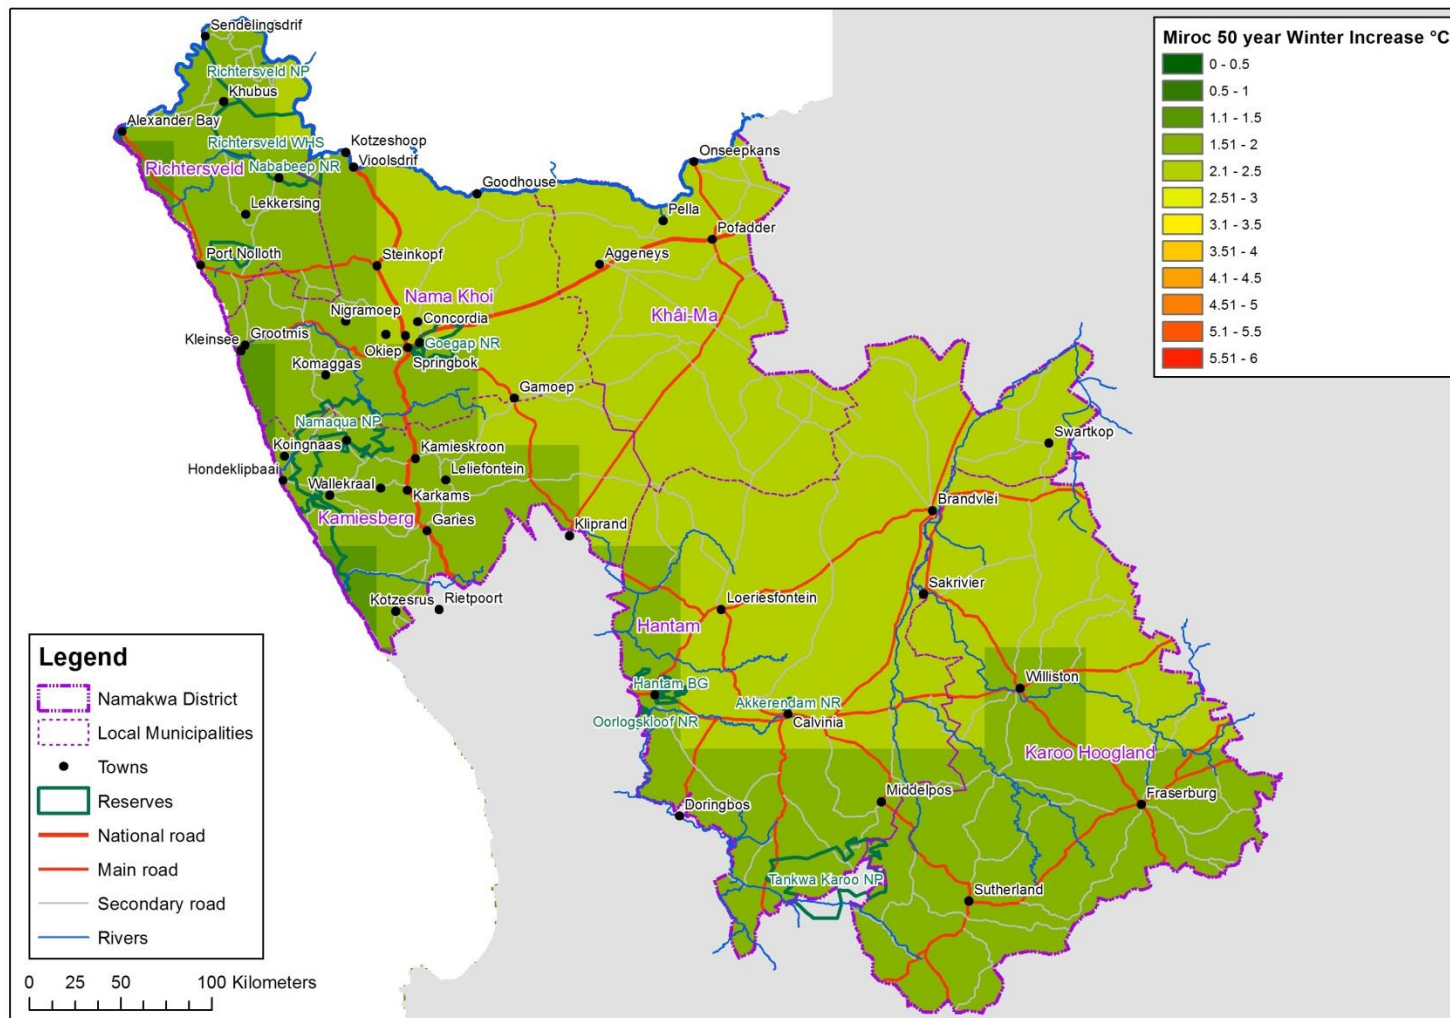 Sendelingsdrif
Richtersveld NP
Khubus
Alexander Bay
Richtersveld WHS
Kotzeshoop
Vioolsdrif
Richtersveld
Nababeep NR
Lekkersing
Goodhouse
Onseepkans
Pella
Pofadder
Port Nolloth
Steinkopf
Aggeneys
Nama Khoi
Nigramoep
Concordia
Khâi-Ma
Kleinsee
Grootmis
Okiep
Goegap NR
Springbok
Komaggas
Gamoep
Namaqua NP
Koingnaas
Kamieskroon
Swartkop
Hondeklipbaai
Wallekraal
Leliefontein
Karkams
Kamiesberg
Garies
Kliprand
Brandvlei
Sakrivier
Kotzesrus
Rietpoort
Loeriesfontein
Hantam
Hantam BG
Williston
Oorlogskloof NR
Akkerendam NR
Calvinia
Karoo Hoogland
Middelpos
Fraserburg
Doringbos
Tankwa Karoo NP
Sutherland
Miroc 50 year Winter Increase °C
0 - 0.5
0.5 - 1
1.1 - 1.5
1.51 - 2
2.1 - 2.5
2.51 - 3
3.1 - 3.5
3.51 - 4
4.1 - 4.5
4.51 - 5
5.1 - 5.5
5.51 - 6
Legend
Namakwa District
Local Municipalities
Towns
Reserves
National road
Main road
Secondary road
Rivers
0 25 50 100 Kilometers